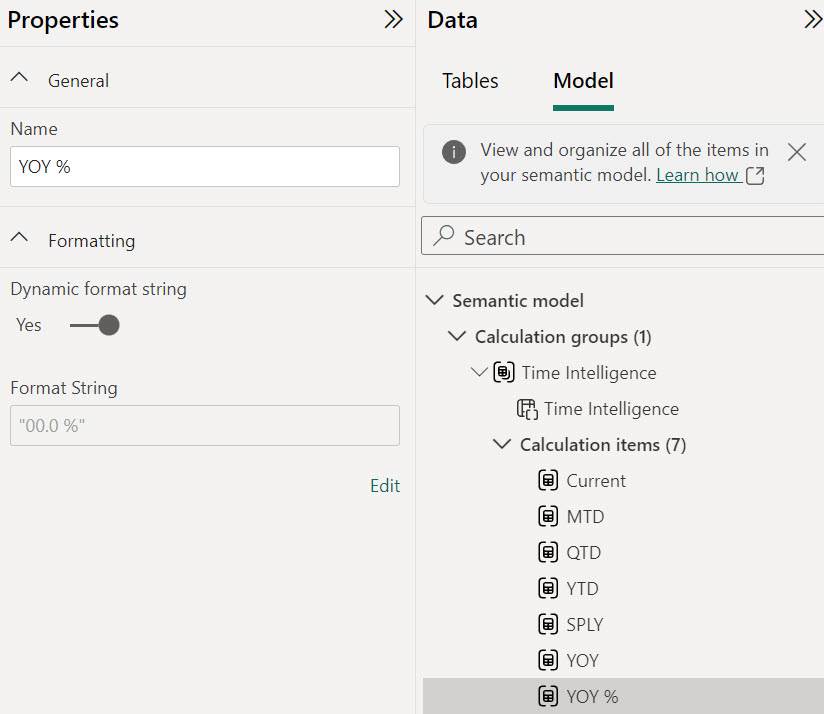 Properties
General
Name
YOY %
Formatting
Dynamic format string
Yes
Format String
"00.0 %"
Edit
Data
Tables Model
View and organize all of the items in
your semantic model. Learn how
Search
Semantic model
Calculation groups (1)
Time Intelligence
Time Intelligence
Calculation items (7)
Current
MTD
QTD
YTD
SPLY
YOY
YOY %